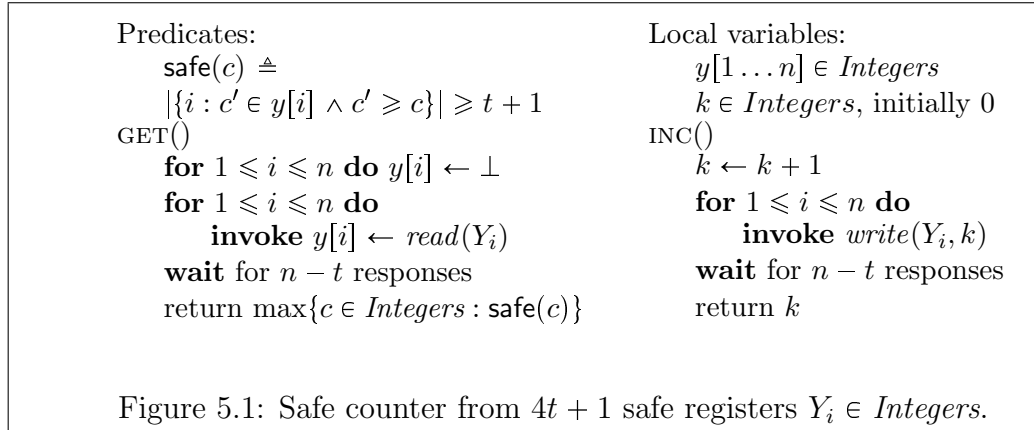 Predicates:
safe(c) ≜
|{i : c′ ∈ y[i] ∧ c′ ⩾ c}| ⩾ t + 1
GET()
for 1 ⩽ i ⩽ n do y[i] ← ⊥
for 1 ⩽ i ⩽ n do
invoke y[i] ← read(Y_i)
wait for n − t responses
return max{c ∈ Integers : safe(c)}
Local variables:
y[1 . . . n] ∈ Integers
k ∈ Integers, initially 0
INC()
k ← k + 1
for 1 ⩽ i ⩽ n do
invoke write(Y_i, k)
wait for n − t responses
return k
Figure 5.1: Safe counter from 4t + 1 safe registers Y_i ∈ Integers.